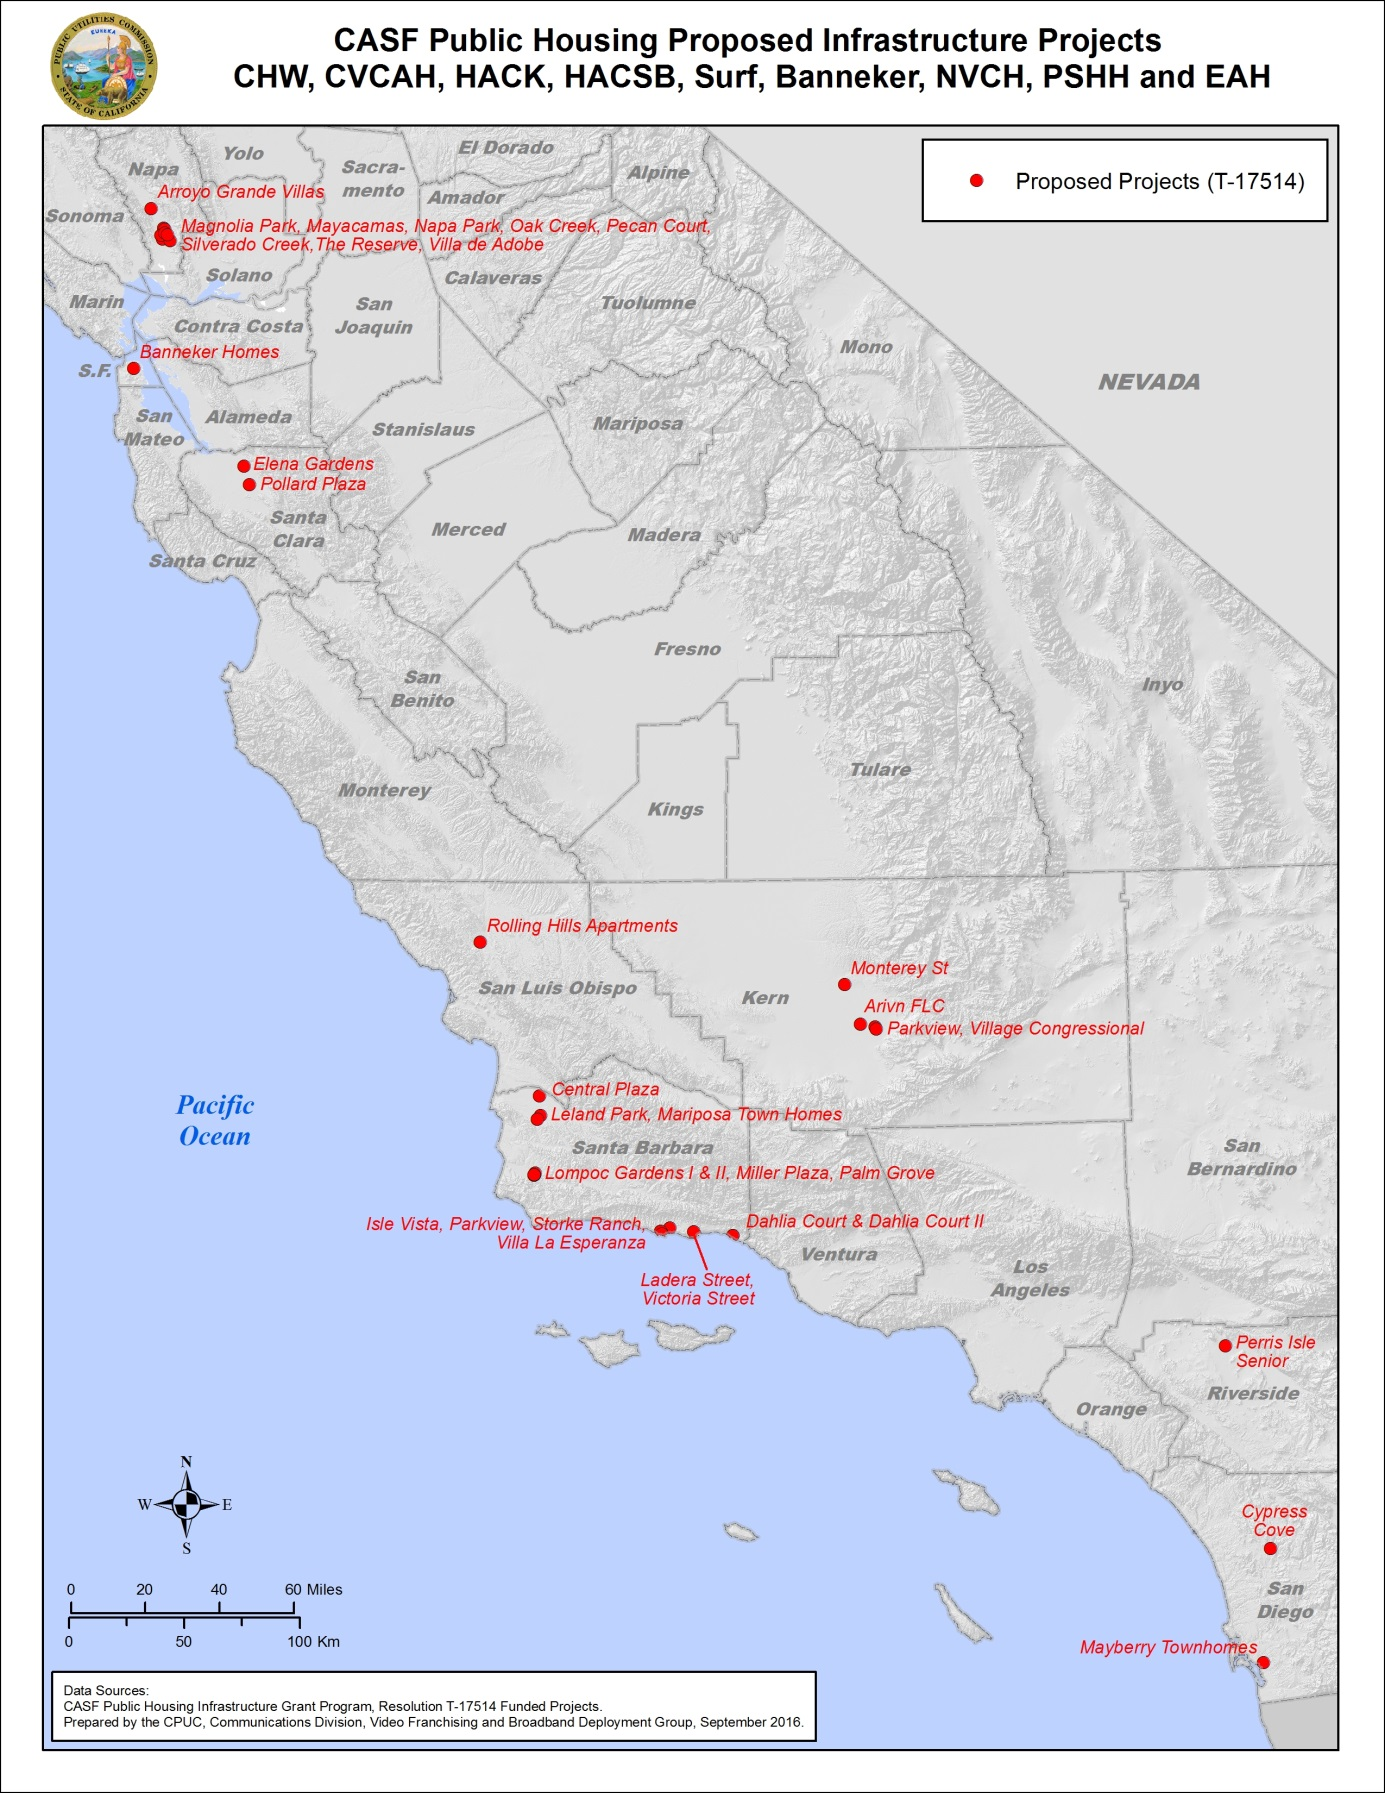 CASF Public Housing Proposed Infrastructure Projects
CHW, CVCAH, HACK, HACSB, Surf, Banneker, NVCH, PSHH and EAH
PUBLIC UTILITIES COMMISSION
EUREKA
STATE OF CALIFORNIA
Proposed Projects (T-17514)
Napa
Yolo
Sacra-
mento
El Dorado
Alpine
Amador
Arroyo Grande Villas
Sonoma
Magnolia Park, Mayacamas, Napa Park, Oak Creek, Pecan Court,
Silverado Creek,The Reserve, Villa de Adobe
Solano
Calaveras
Marin
San
Joaquin
Tuolumne
Contra Costa
Mono
Banneker Homes
S.F.
NEVADA
San
Mateo
Alameda
Stanislaus
Mariposa
Elena Gardens
Pollard Plaza
Santa
Clara
Merced
Madera
Santa Cruz
Fresno
San
Benito
Inyo
Tulare
Monterey
Kings
Rolling Hills Apartments
San Luis Obispo
Monterey St
Kern
Arivn FLC
Parkview, Village Congressional
Central Plaza
Leland Park, Mariposa Town Homes
Pacific
Ocean
Santa Barbara
San
Bernardino
Lompoc Gardens I & II, Miller Plaza, Palm Grove
Isle Vista, Parkview, Storke Ranch,
Villa La Esperanza
Dahlia Court & Dahlia Court II
Ventura
Ladera Street,
Victoria Street
Los
Angeles
Perris Isle
Senior
Riverside
Orange
Cypress
Cove
San
Diego
Mayberry Townhomes
N
W
E
S
0 20 40 60 Miles
0 50 100 Km
Data Sources:
CASF Public Housing Infrastructure Grant Program, Resolution T-17514 Funded Projects.
Prepared by the CPUC, Communications Division, Video Franchising and Broadband Deployment Group, September 2016.